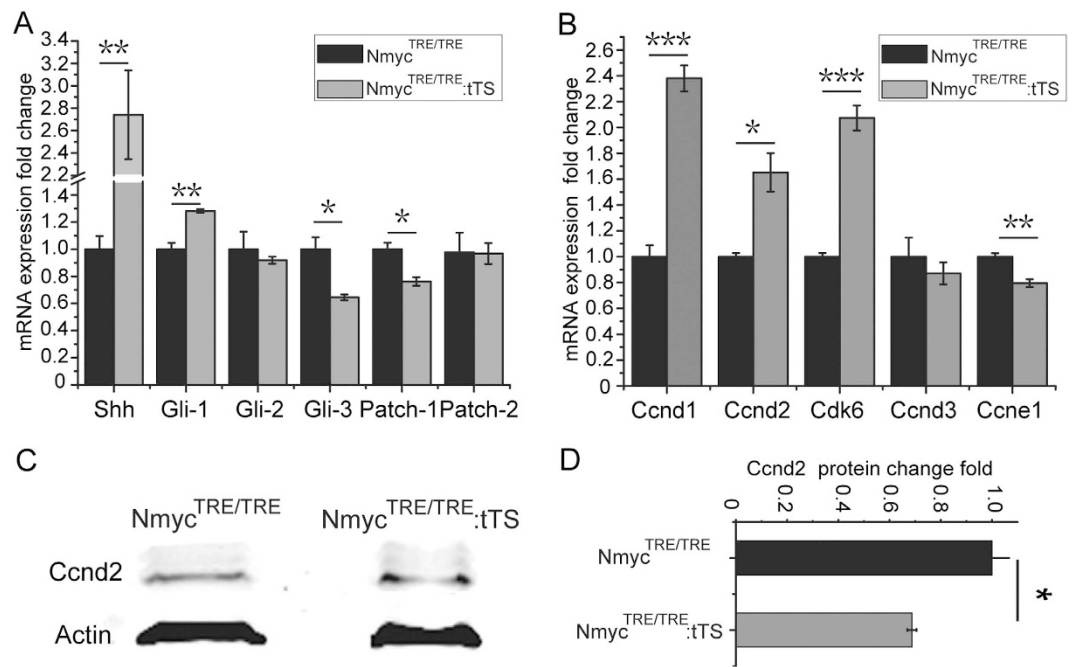 A
mRNA expression fold change
3.4
3.2
3.0
2.8
2.6
2.4
2.2
1.4
1.2
1.0
0.8
0.6
0.4
0.2
0
** ** * *
Nmyc^TRE/TRE
Nmyc^TRE/TRE:tTS
Shh Gli-1 Gli-2 Gli-3 Patch-1 Patch-2
B
mRNA expression fold change
2.6
2.4
2.2
2.0
1.8
1.6
1.4
1.2
1.0
0.8
0.6
0.4
0.2
0
*** * *** **
Nmyc^TRE/TRE
Nmyc^TRE/TRE:tTS
Ccnd1 Ccnd2 Cdk6 Ccnd3 Ccne1
C
Nmyc^TRE/TRE Nmyc^TRE/TRE:tTS
Ccnd2
Actin
D
Ccnd2 protein change fold
0 0.2 0.4 0.6 0.8 1.0
Nmyc^TRE/TRE
*
Nmyc^TRE/TRE:tTS